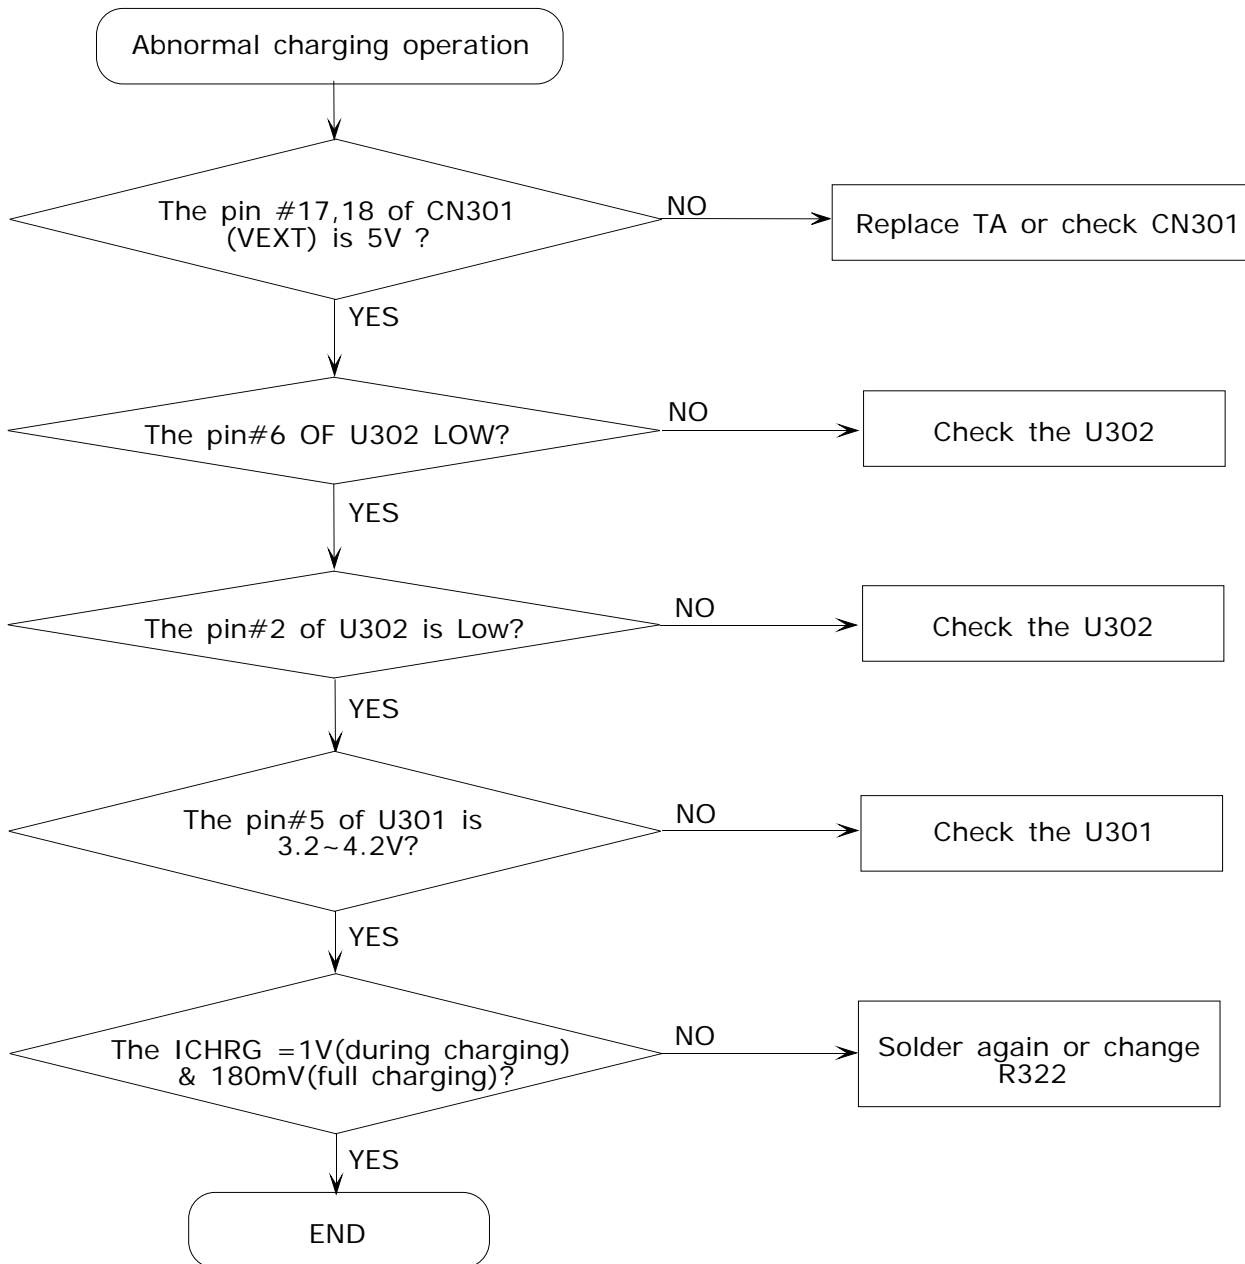 Abnormal charging operation
The pin #17,18 of CN301
(VEXT) is 5V ?
NO
Replace TA or check CN301
YES
The pin#6 OF U302 LOW?
NO
Check the U302
YES
The pin#2 of U302 is Low?
NO
Check the U302
YES
The pin#5 of U301 is
3.2~4.2V?
NO
Check the U301
YES
The ICHRG =1V(during charging)
& 180mV(full charging)?
NO
Solder again or change
R322
YES
END